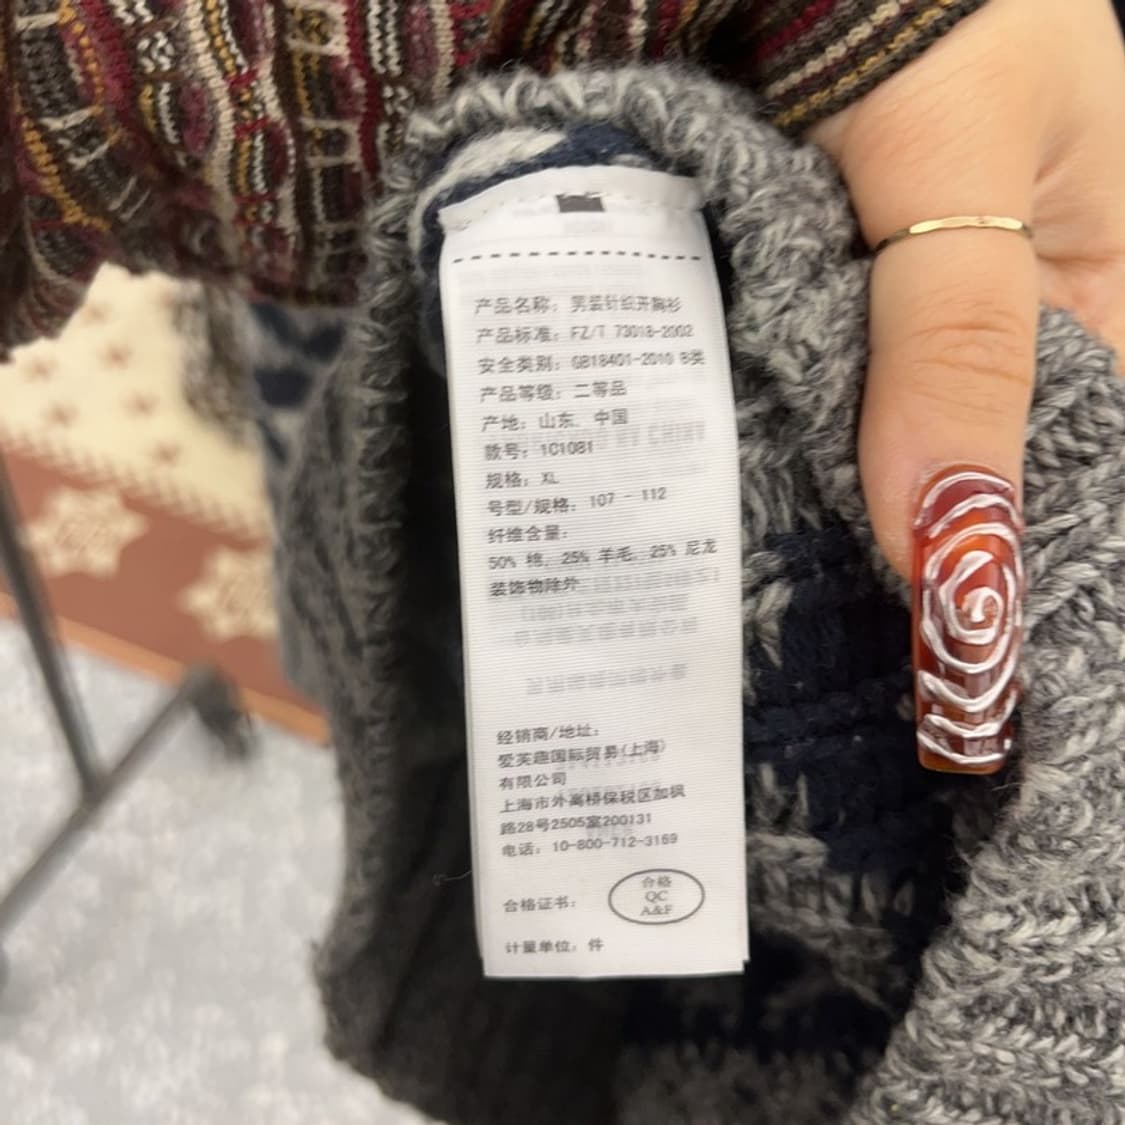 产品名称：男装针织开胸衫
产品标准：FZ/T 73018-2002
安全类别：GB18401-2010 B类
产品等级：二等品
产地：山东，中国
款号：1C1081
规格：XL
号型/规格：107 - 112
纤维含量：
50% 棉，25% 羊毛，25% 尼龙
装饰物除外
经销商/地址：
爱芙趣国际贸易(上海)
有限公司
上海市外高桥保税区加枫
路28号2505室200131
电话：10-800-712-3169
合格证书：
合格
QC
A&F
计量单位：件